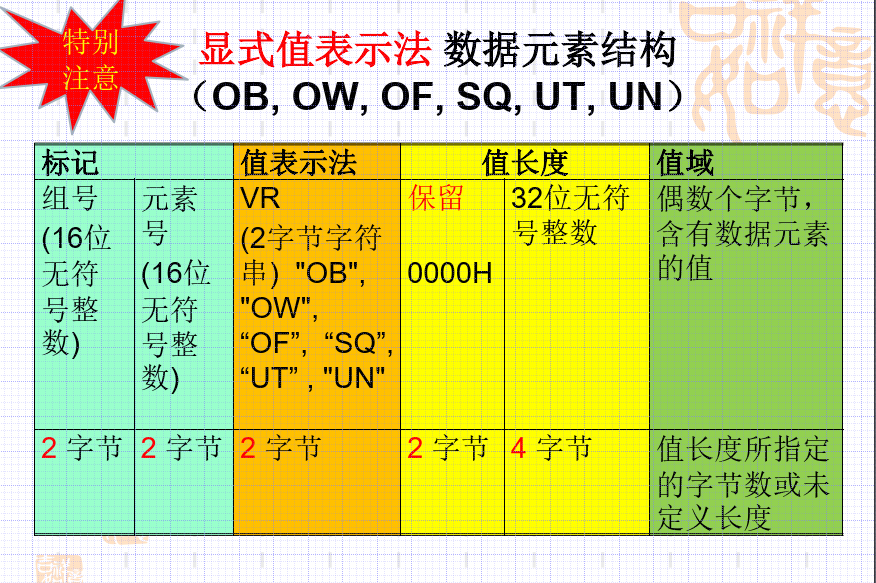 特别
注意
显式值表示法 数据元素结构
（OB, OW, OF, SQ, UT, UN）
标记 值表示法 值长度 值域
组号
(16位
无符
号整
数)
元素
号
(16位
无符
号整
数)
VR
(2字节字符
串）"OB",
"OW",
“OF”, “SQ”,
“UT” , "UN"
保留
0000H
32位无符
号整数
偶数个字节，
含有数据元素
的值
2 字节 2 字节 2 字节 2 字节 4 字节
值长度所指定
的字节数或未
定义长度